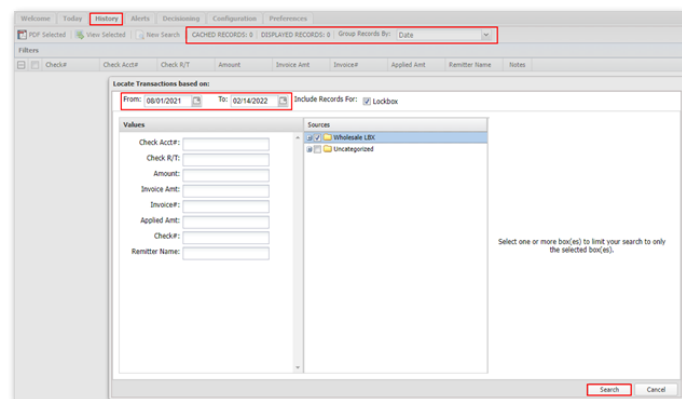 Welcome Today History Alerts Decisioning Configuration Preferences
PDF Selected View Selected New Search CACHED RECORDS: 0 DISPLAYED RECORDS: 0 Group Records By: Data
Filters
Check# Check Acct# Check R/T Amount Invoice Amt Invoice# Applied Amt Remitter Name Notes
Locate Transactions based on:
From: 08/01/2021 To: 02/14/2022 Include Records For: Lockbox
Values Sources
Check Acct#: Wholesale LBX
Check R/T: Uncategorized
Amount:
Invoice Amt:
Invoice#:
Applied Amt:
Check#:
Remitter Name:
Select one or more box(es) to limit your search to only
the selected box(es).
Search Cancel